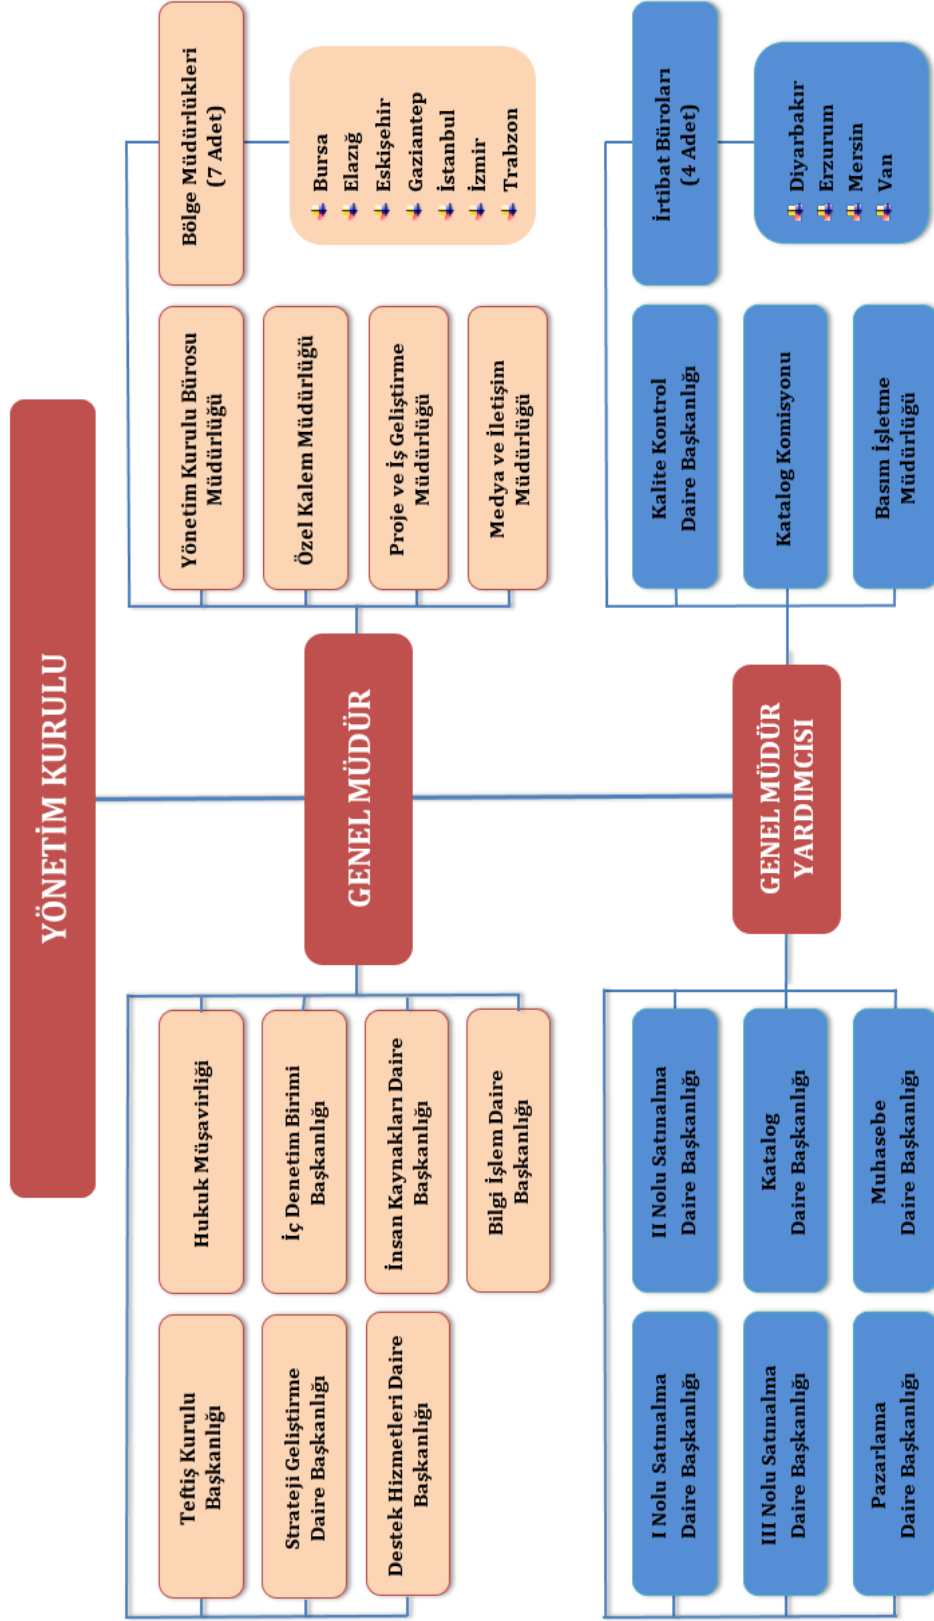 YÖNETİM KURULU
GENEL MÜDÜR
Teftiş Kurulu
Başkanlığı
Hukuk Müşavirliği
Strateji Geliştirme
Daire Başkanlığı
İç Denetim Birimi
Başkanlığı
Destek Hizmetleri Daire
Başkanlığı
İnsan Kaynakları Daire
Başkanlığı
Bilgi İşlem Daire
Başkanlığı
Yönetim Kurulu Bürosu
Müdürlüğü
Özel Kalem Müdürlüğü
Proje ve İş Geliştirme
Müdürlüğü
Medya ve İletişim
Müdürlüğü
Bölge Müdürlükleri
(7 Adet)
Bursa
Elazığ
Eskişehir
Gaziantep
İstanbul
İzmir
Trabzon
GENEL MÜDÜR
YARDIMCISI
I Nolu Satınalma
Daire Başkanlığı
II Nolu Satınalma
Daire Başkanlığı
III Nolu Satınalma
Daire Başkanlığı
Katalog
Daire Başkanlığı
Pazarlama
Daire Başkanlığı
Muhasebe
Daire Başkanlığı
Kalite Kontrol
Daire Başkanlığı
Katalog Komisyonu
Basım İşletme
Müdürlüğü
İrtibat Büroları
(4 Adet)
Diyarbakır
Erzurum
Mersin
Van